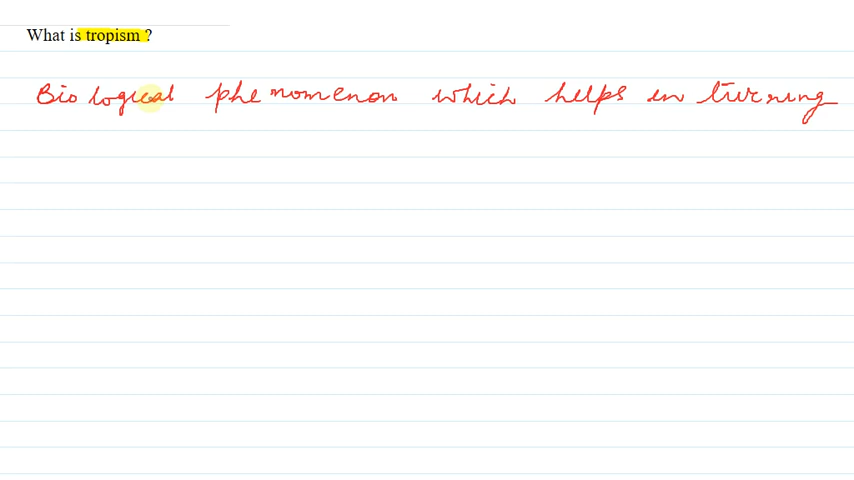 What is tropism ?
Biological phenomenon which helps in turning